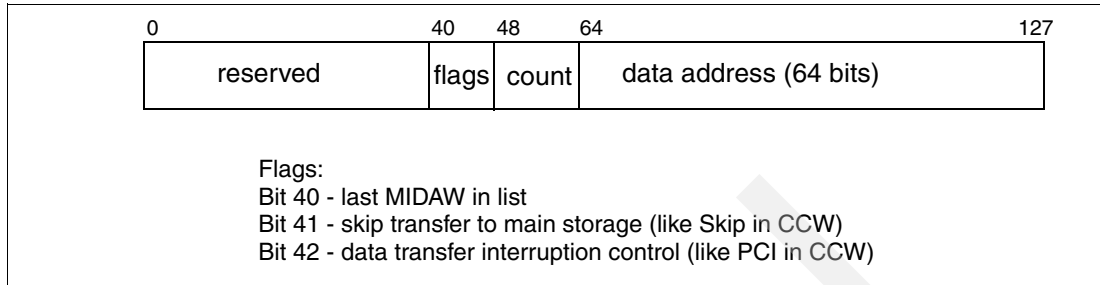 0 40 48 64 127
reserved flags count data address (64 bits)
Flags:
Bit 40 - last MIDAW in list
Bit 41 - skip transfer to main storage (like Skip in CCW)
Bit 42 - data transfer interruption control (like PCI in CCW)